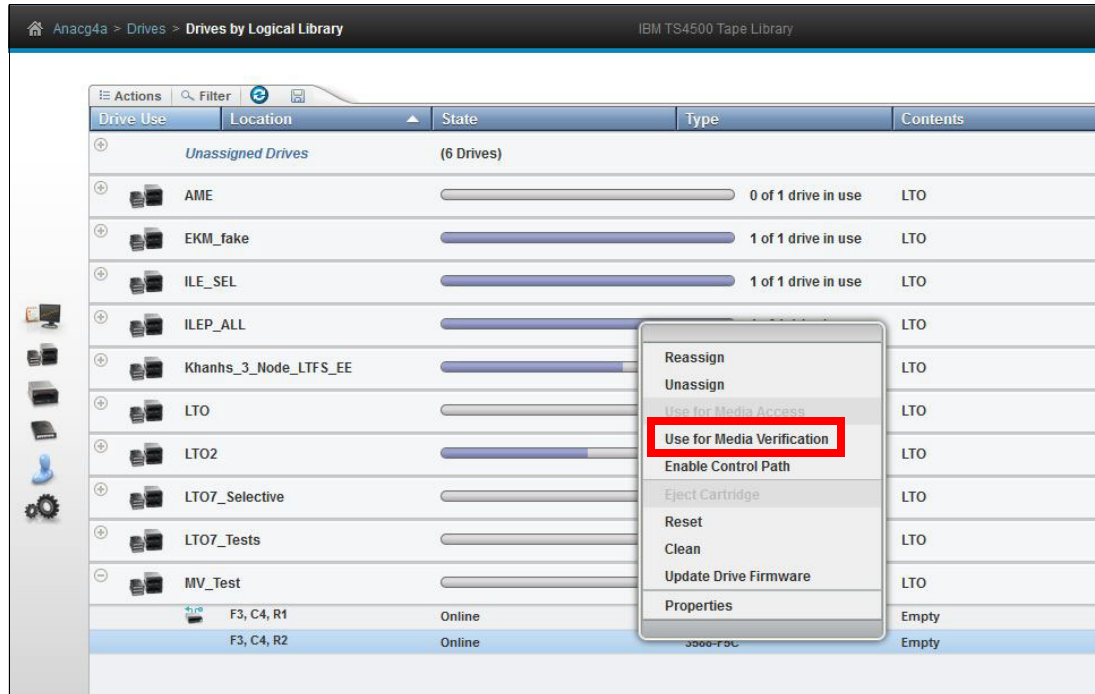 Anacg4a > Drives > Drives by Logical Library IBM TS4500 Tape Library
Actions Filter
Drive Use Location State Type Contents
Unassigned Drives (6 Drives)
AME 0 of 1 drive in use LTO
EKM_fake 1 of 1 drive in use LTO
ILE_SEL 1 of 1 drive in use LTO
ILEP_ALL LTO
Khanhs_3_Node_LTFS_EE LTO
LTO LTO
LTO2 LTO
LTO7_Selective LTO
LTO7_Tests LTO
MV_Test LTO
F3, C4, R1 Online Empty
F3, C4, R2 Online 3588-F5C Empty
Reassign
Unassign
Use for Media Access
Use for Media Verification
Enable Control Path
Eject Cartridge
Reset
Clean
Update Drive Firmware
Properties